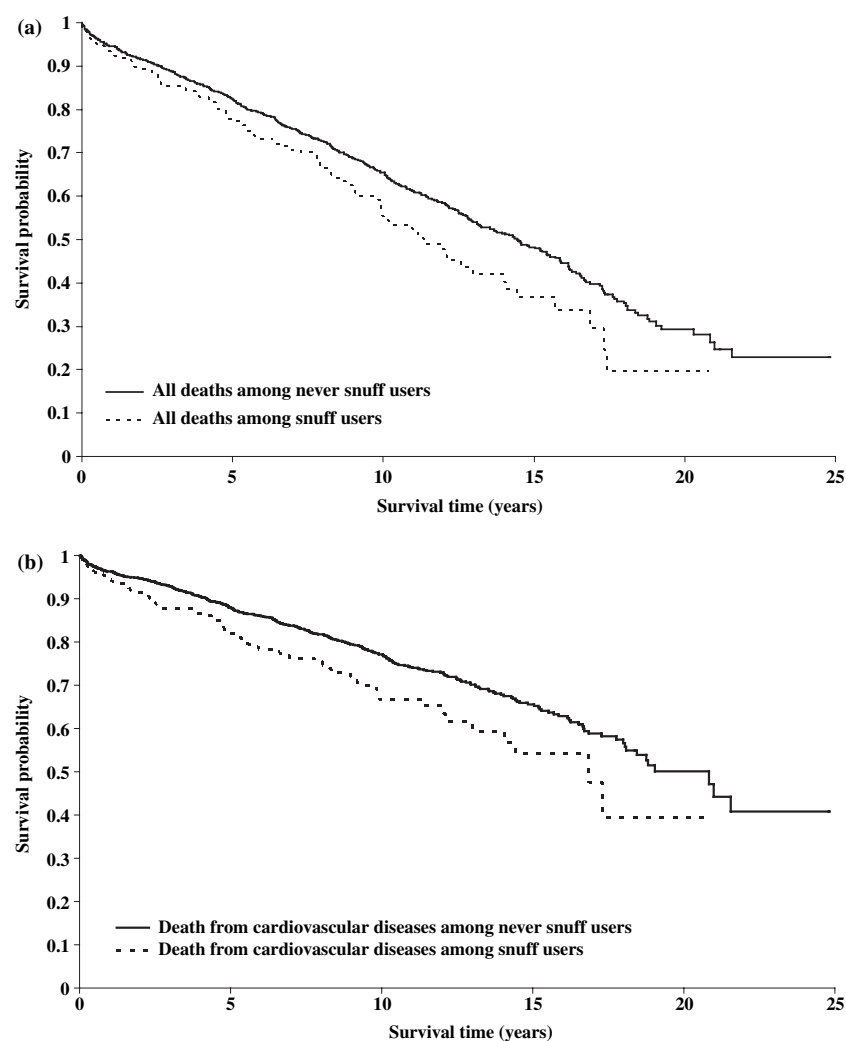 (a)
1
0.9
0.8
0.7
0.6
0.5
0.4
0.3
0.2
0.1
0
Survival probability
All deaths among never snuff users
All deaths among snuff users
0 5 10 15 20 25
Survival time (years)
(b)
1
0.9
0.8
0.7
0.6
0.5
0.4
0.3
0.2
0.1
0
Survival probability
Death from cardiovascular diseases among never snuff users
Death from cardiovascular diseases among snuff users
0 5 10 15 20 25
Survival time (years)